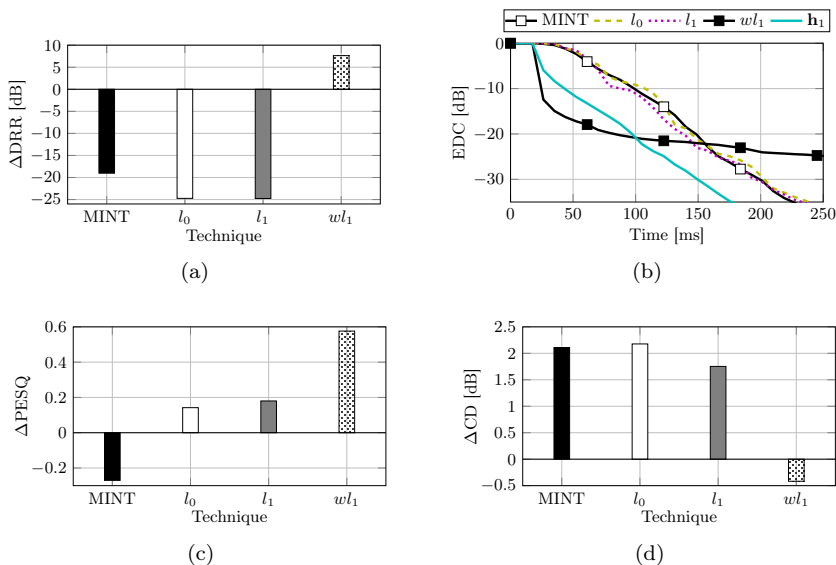 10
5
0
−5
−10
−15
−20
−25
ΔDRR [dB]
MINT l₀ l₁ wl₁
Technique
(a)
MINT l₀ l₁ wl₁ h₁
0
−10
−20
−30
EDC [dB]
0 50 100 150 200 250
Time [ms]
(b)
0.6
0.4
0.2
0
−0.2
ΔPESQ
MINT l₀ l₁ wl₁
Technique
(c)
2.5
2
1.5
1
0.5
0
−0.5
ΔCD [dB]
MINT l₀ l₁ wl₁
Technique
(d)